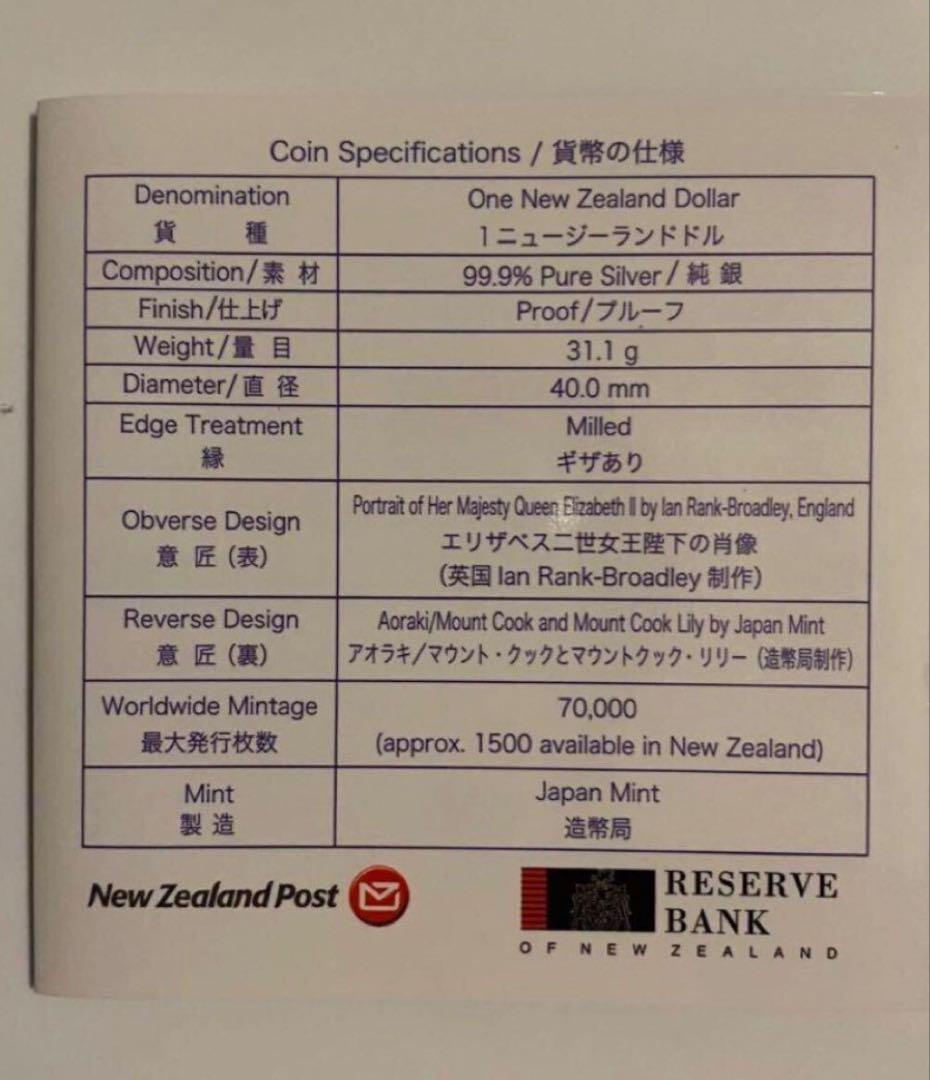 Coin Specifications / 貨幣の仕様
Denomination
貨 種
One New Zealand Dollar
1ニュージーランドドル
Composition/素 材
99.9% Pure Silver/純 銀
Finish/仕上げ
Proof/プルーフ
Weight/量 目
31.1 g
Diameter/直 径
40.0 mm
Edge Treatment
縁
Milled
ギザあり
Obverse Design
意 匠(表)
Portrait of Her Majesty Queen Elizabeth II by Ian Rank-Broadley, England
エリザベス二世女王陛下の肖像
(英国 Ian Rank-Broadley 制作)
Reverse Design
意 匠(裏)
Aoraki/Mount Cook and Mount Cook Lily by Japan Mint
アオラキ/マウント・クックとマウントクック・リリー(造幣局制作)
Worldwide Mintage
最大発行枚数
70,000
(approx. 1500 available in New Zealand)
Mint
製 造
Japan Mint
造幣局
New Zealand Post
RESERVE
BANK
OF NEW ZEALAND